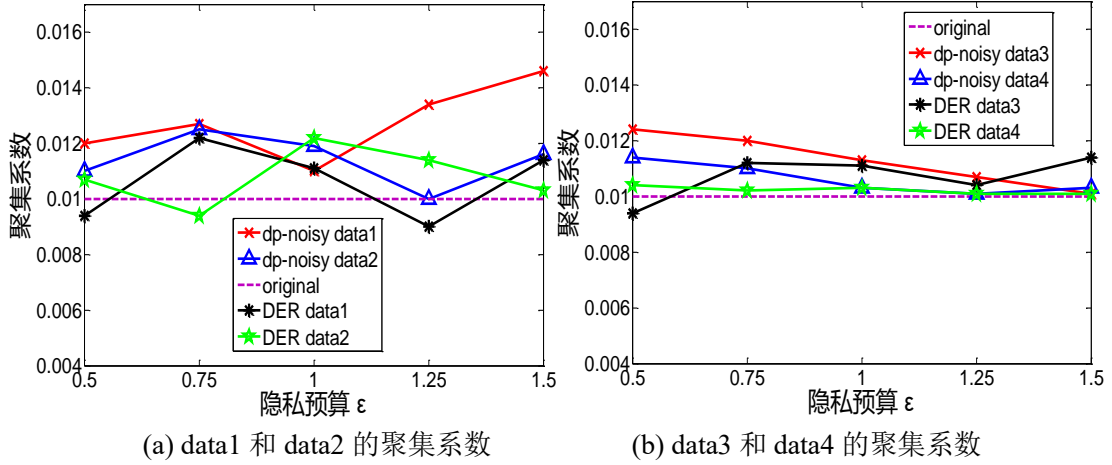 0.016
0.014
0.012
0.01
0.008
0.006
0.004
聚集系数
dp-noisy data1
dp-noisy data2
original
DER data1
DER data2
0.5 0.75 1 1.25 1.5
隐私预算 ε
(a) data1 和 data2 的聚集系数
0.016
0.014
0.012
0.01
0.008
0.006
0.004
聚集系数
original
dp-noisy data3
dp-noisy data4
DER data3
DER data4
0.5 0.75 1 1.25 1.5
隐私预算 ε
(b) data3 和 data4 的聚集系数